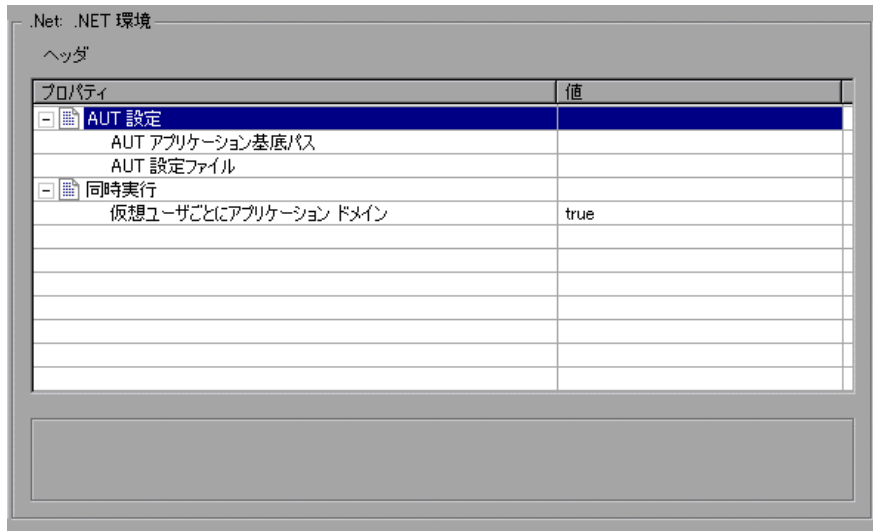 .Net: .NET 環境
ヘッダ
プロパティ 値
AUT 設定
AUT アプリケーション基底パス
AUT 設定ファイル
同時実行
仮想ユーザごとにアプリケーション ドメイン true